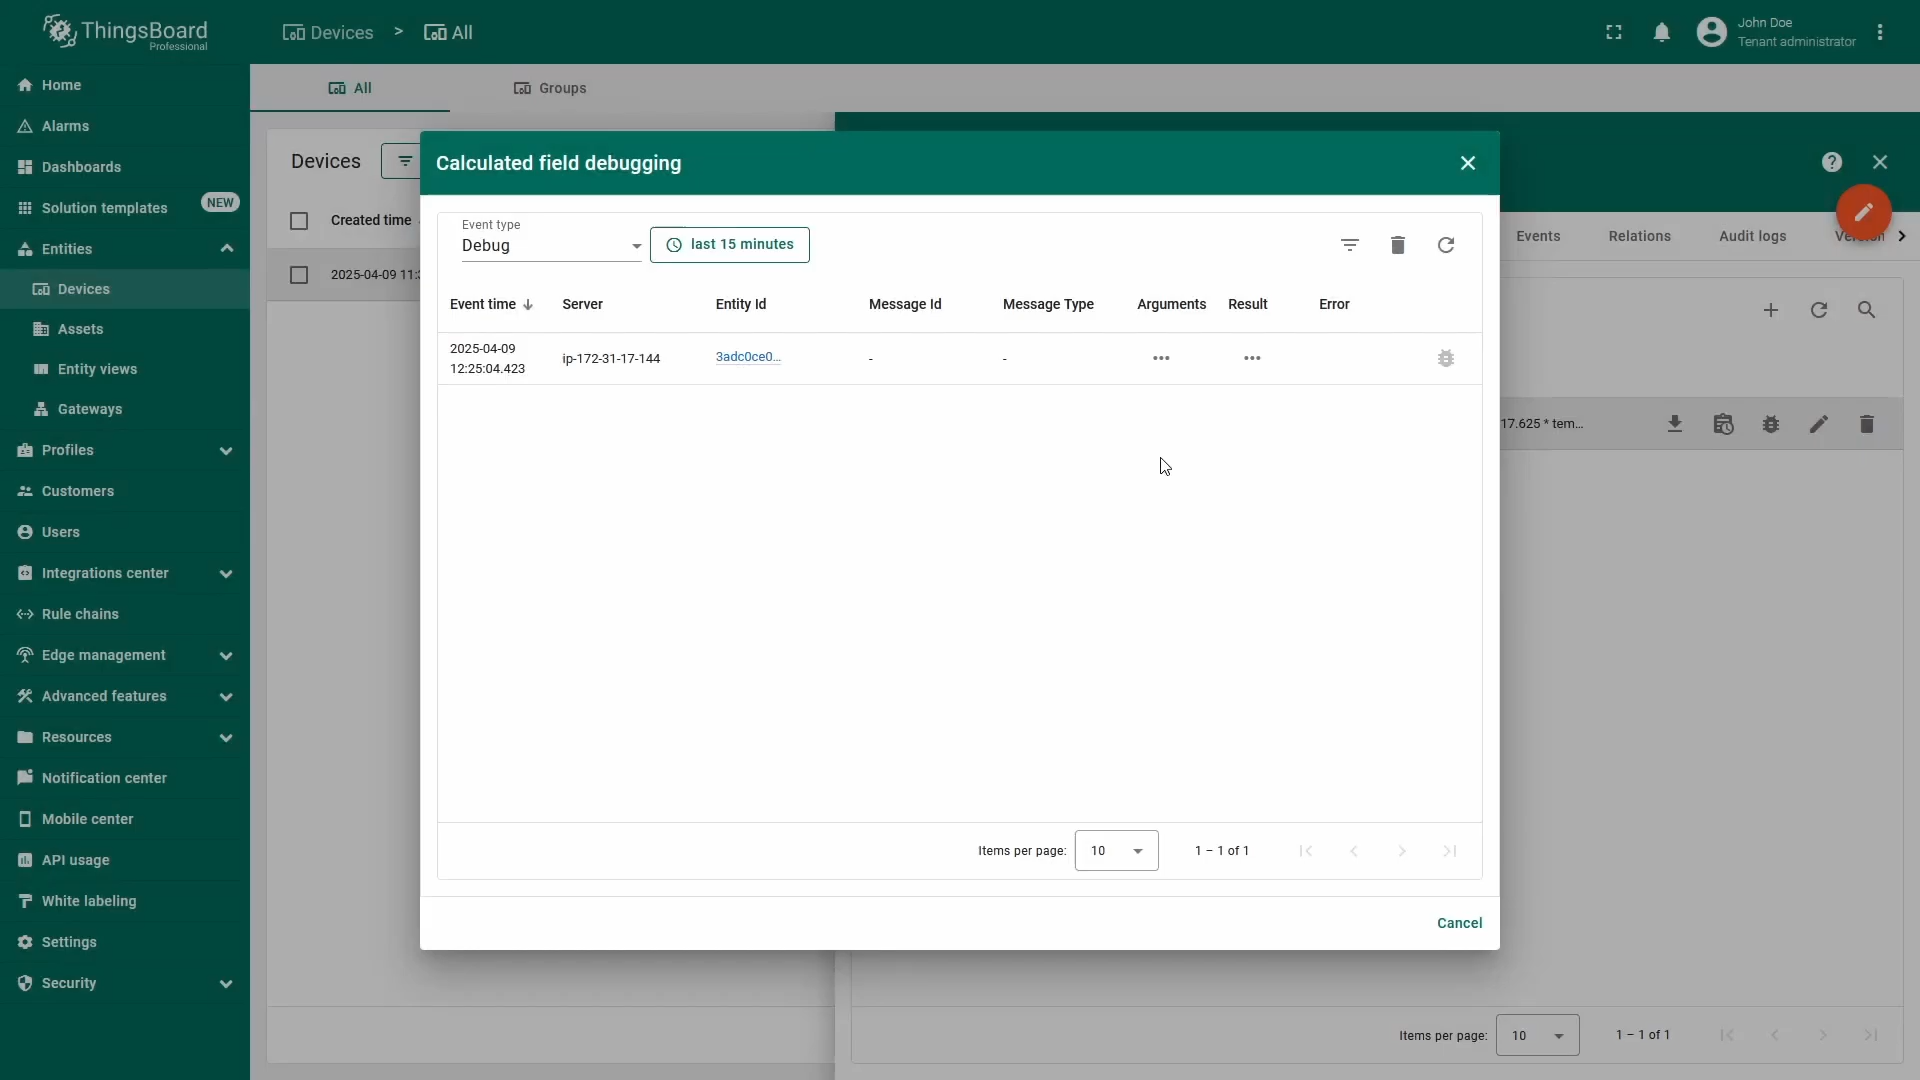 ThingsBoard
Professional
Devices > All
John Doe
Tenant administrator
Home
Alarms
Dashboards
Solution templates NEW
Entities
Devices
Assets
Entity views
Gateways
Profiles
Customers
Users
Integrations center
Rule chains
Edge management
Advanced features
Resources
Notification center
Mobile center
API usage
White labeling
Settings
Security
All Groups
Devices
Created time
2025-04-09 11:
Calculated field debugging
Event type
Debug
last 15 minutes
Event time Server Entity Id Message Id Message Type Arguments Result Error
2025-04-09
12:25:04.423
ip-172-31-17-144 3adc0ce0... - - ••• •••
Items per page: 10 1 – 1 of 1
Cancel
Events Relations Audit logs
17.625 * tem...
Items per page: 10 1 – 1 of 1